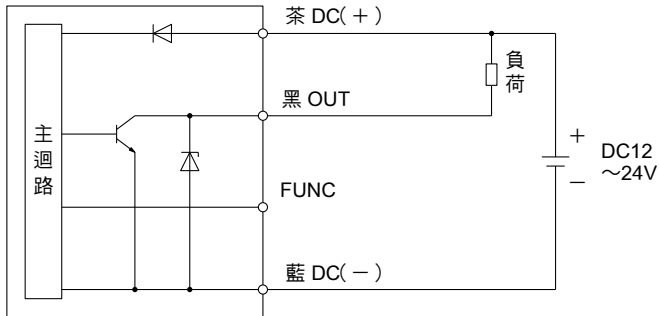 茶 DC(＋)
負荷
黑 OUT
主迴路
＋
DC12
～24V
－
FUNC
藍 DC(－)